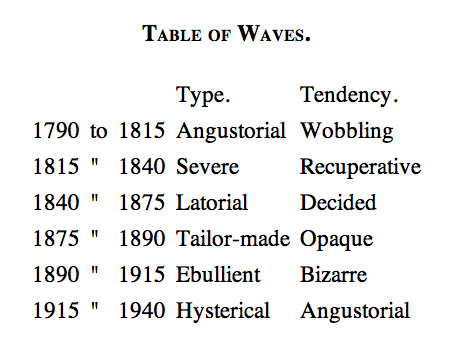 TABLE OF WAVES.
Type. Tendency.
1790 to 1815 Angustorial Wobbling
1815 " 1840 Severe Recuperative
1840 " 1875 Latorial Decided
1875 " 1890 Tailor-made Opaque
1890 " 1915 Ebullient Bizarre
1915 " 1940 Hysterical Angustorial